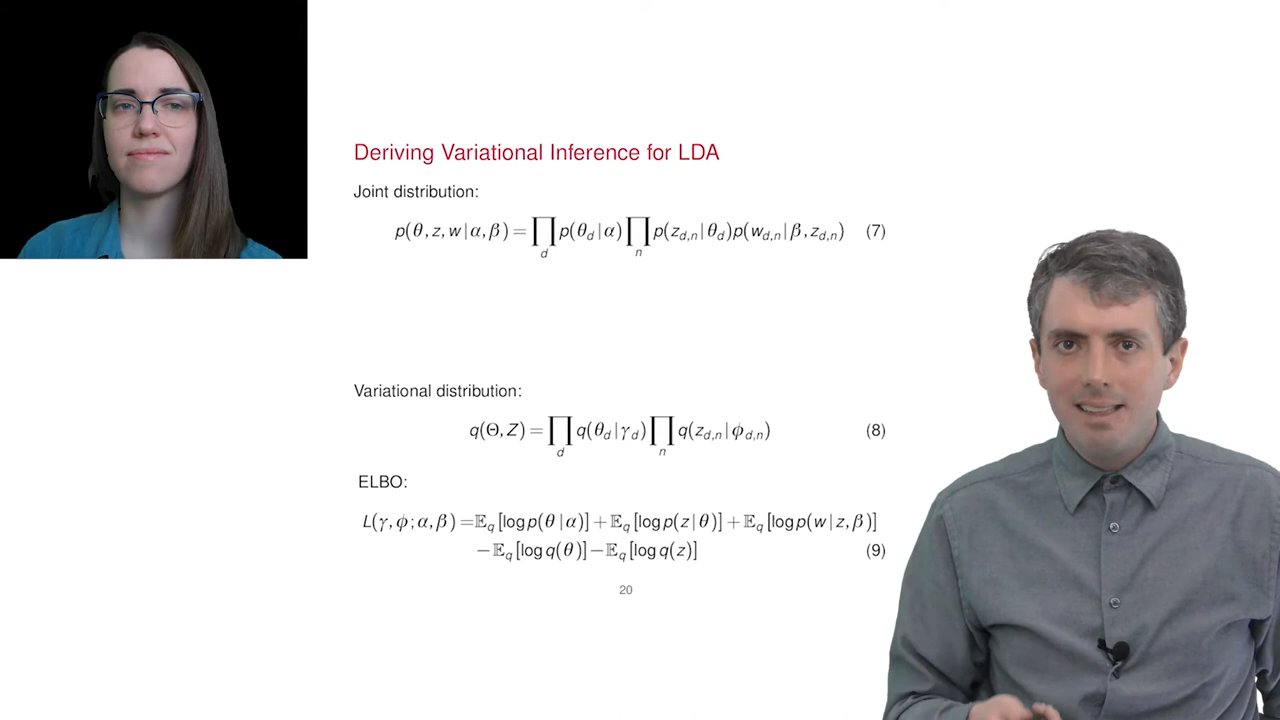 Deriving Variational Inference for LDA
Joint distribution:
p(θ,z,w|α,β)=∏_d p(θ_d|α)∏_n p(z_{d,n}|θ_d)p(w_{d,n}|β,z_{d,n}) (7)
Variational distribution:
q(Θ,Z)=∏_d q(θ_d|γ_d)∏_n q(z_{d,n}|ϕ_{d,n}) (8)
ELBO:
L(γ,ϕ;α,β)=𝔼_q[log p(θ|α)]+𝔼_q[log p(z|θ)]+𝔼_q[log p(w|z,β)]
−𝔼_q[log q(θ)]−𝔼_q[log q(z)] (9)
20